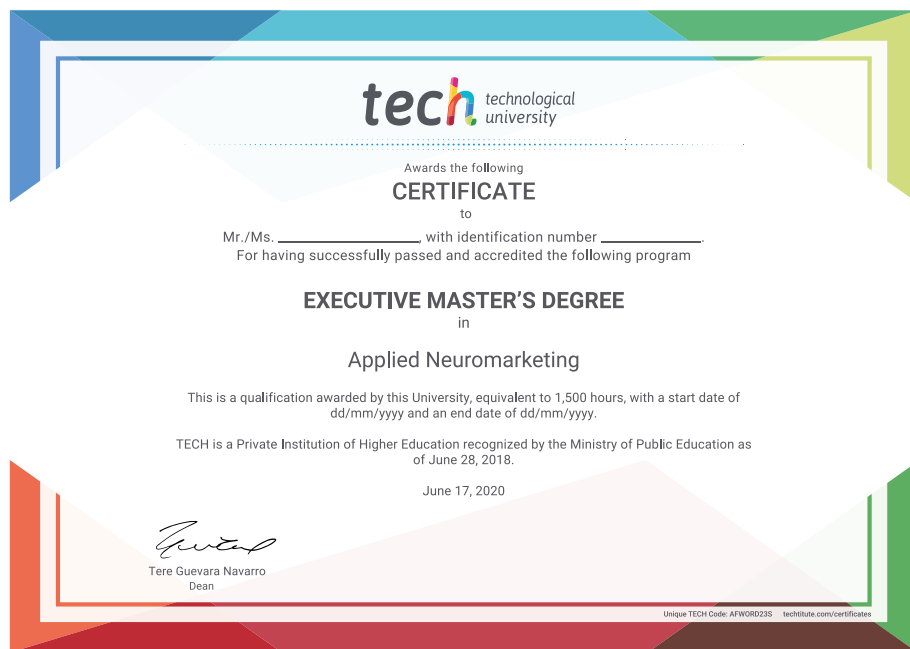 tech technological
university
Awards the following
CERTIFICATE
to
Mr./Ms. ____________________, with identification number ______________.
For having successfully passed and accredited the following program
EXECUTIVE MASTER’S DEGREE
in
Applied Neuromarketing
This is a qualification awarded by this University, equivalent to 1,500 hours, with a start date of
dd/mm/yyyy and an end date of dd/mm/yyyy.
TECH is a Private Institution of Higher Education recognized by the Ministry of Public Education as
of June 28, 2018.
June 17, 2020
Tere Guevara Navarro
Dean
Unique TECH Code: AFWORD23S techtitute.com/certificates